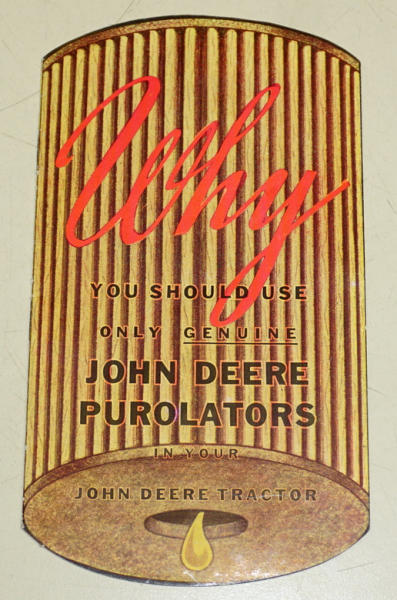 Why
YOU SHOULD USE
ONLY GENUINE
JOHN DEERE
PUROLATORS
IN YOUR
JOHN DEERE TRACTOR